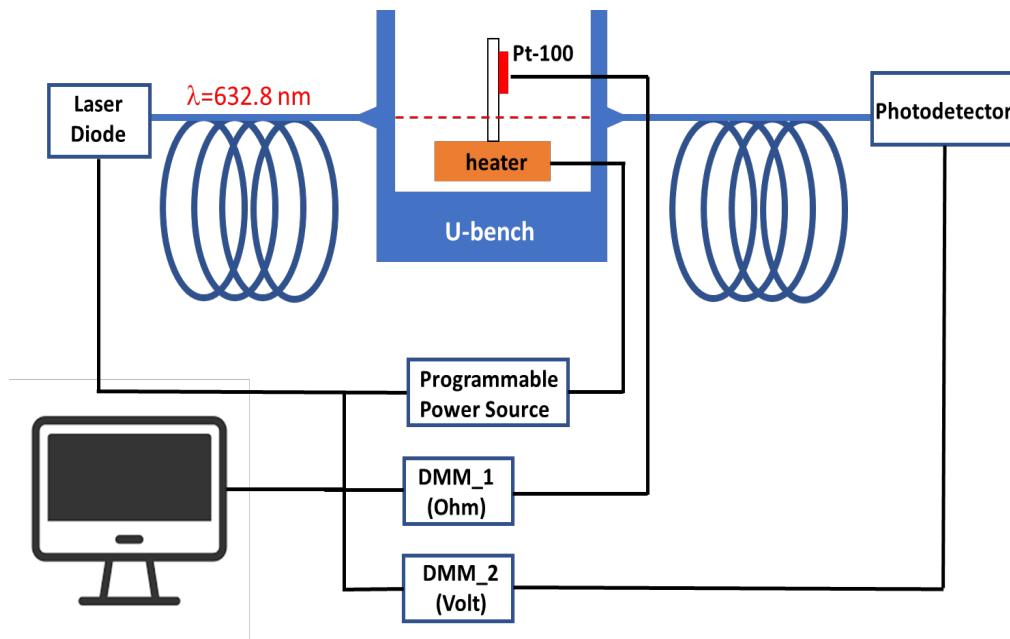 Pt-100
Laser
Diode
λ=632.8 nm
Photodetector
heater
U-bench
Programmable
Power Source
DMM_1
(Ohm)
DMM_2
(Volt)